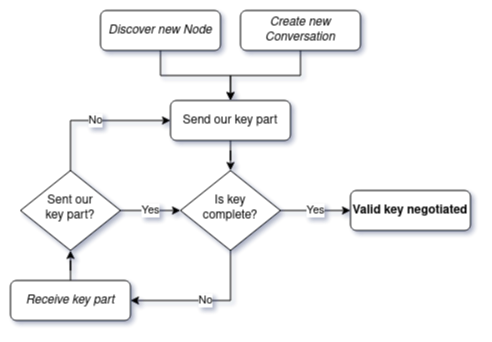 Discover new Node
Create new
Conversation
No
Send our key part
Sent our
key part?
Yes
Is key
complete?
Yes
Valid key negotiated
Receive key part
No